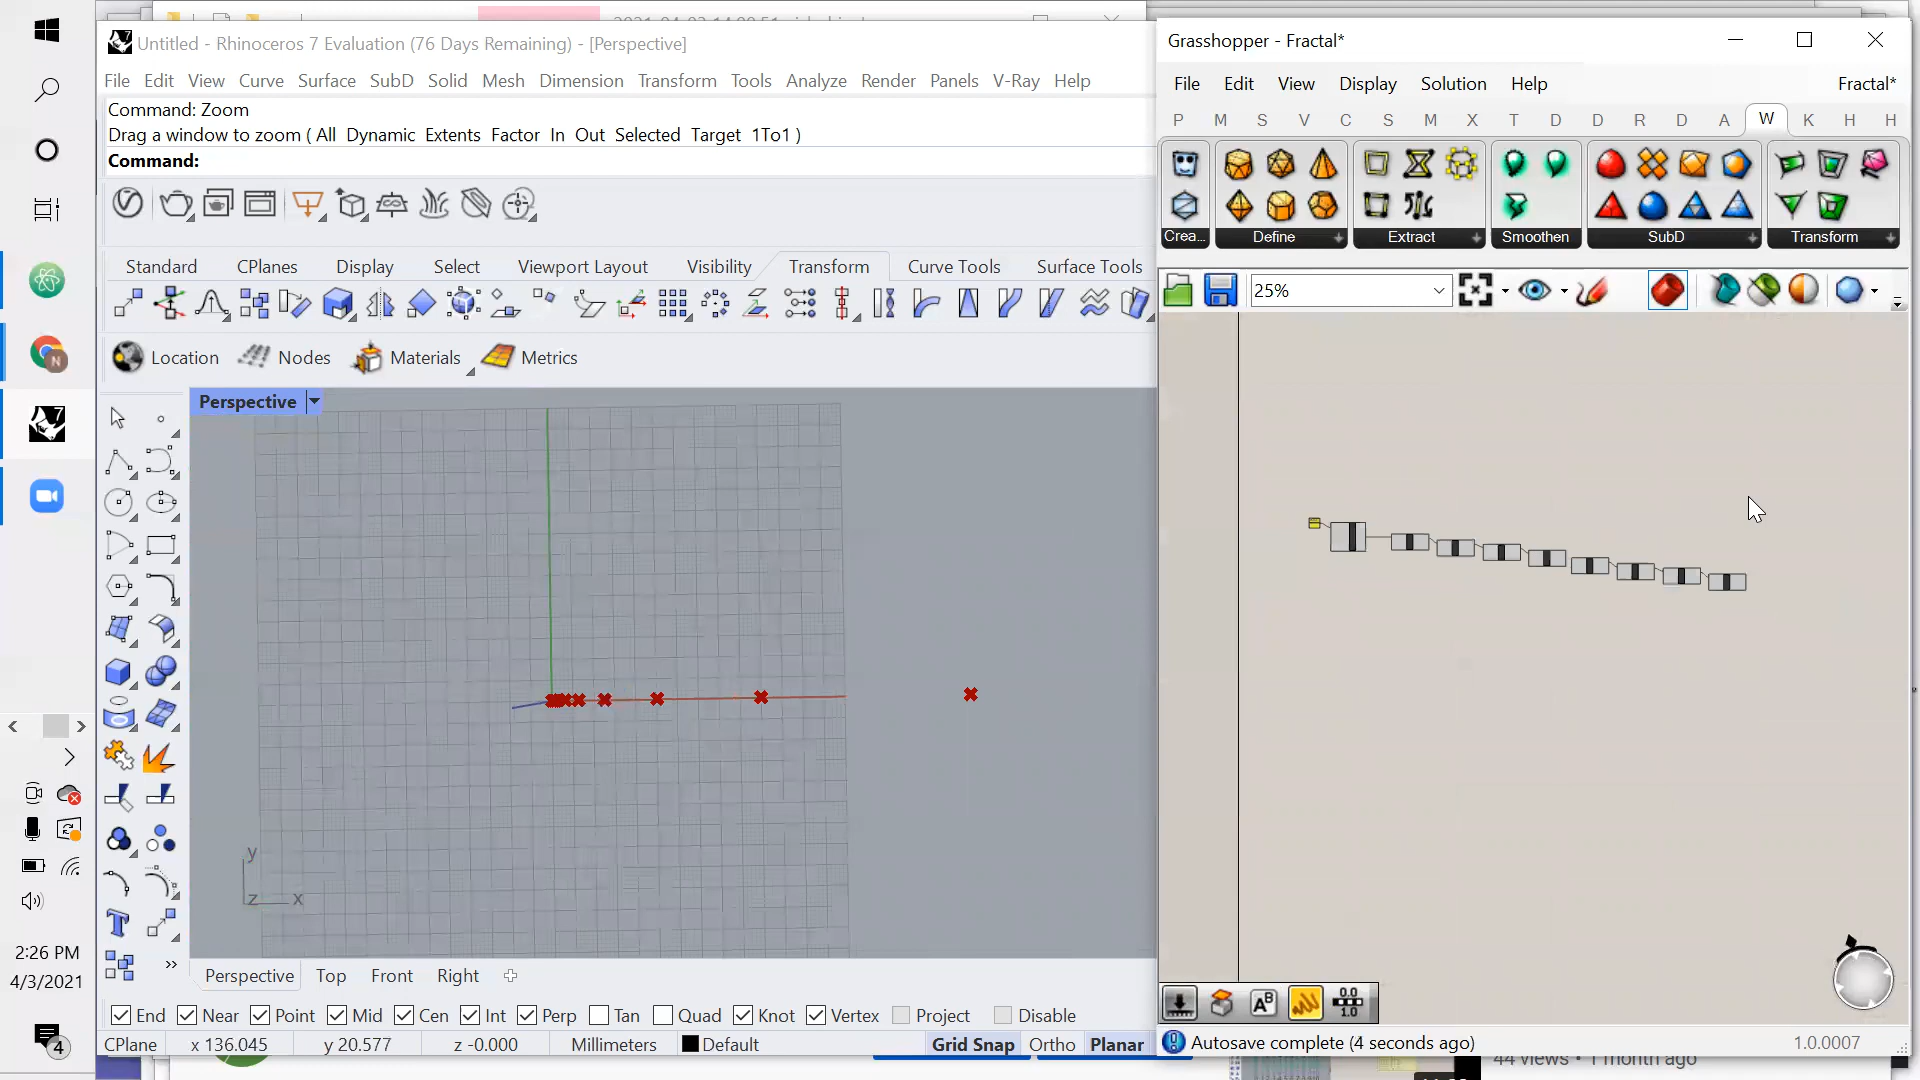 Untitled - Rhinoceros 7 Evaluation (76 Days Remaining) - [Perspective]
File Edit View Curve Surface SubD Solid Mesh Dimension Transform Tools Analyze Render Panels V-Ray Help
Command: Zoom
Drag a window to zoom ( All Dynamic Extents Factor In Out Selected Target 1To1 )
Command:
Standard CPlanes Display Select Viewport Layout Visibility Transform Curve Tools Surface Tools
Location Nodes Materials Metrics
Perspective
y
z x
Perspective Top Front Right
End Near Point Mid Cen Int Perp Tan Quad Knot Vertex Project Disable
CPlane x 136.045 y 20.577 z -0.000 Millimeters Default Grid Snap Ortho Planar
Grasshopper - Fractal*
File Edit View Display Solution Help Fractal*
P M S V C S M X T D D R D A W K H H
Crea... Define Extract Smoothen SubD Transform
25%
Autosave complete (4 seconds ago) 1.0.0007
44 views • 1 month ago
2:26 PM
4/3/2021
4